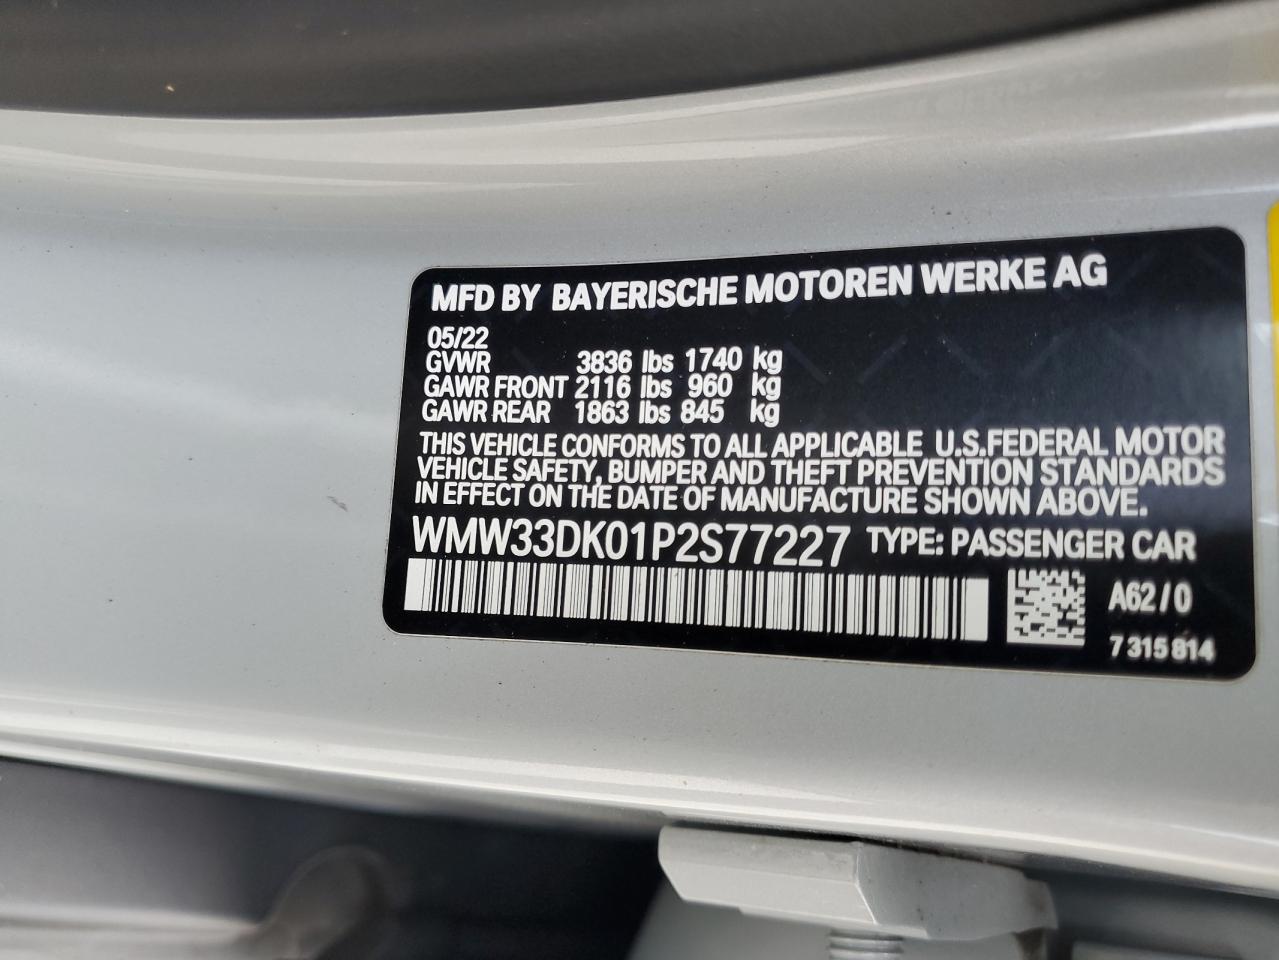 MFD BY BAYERISCHE MOTOREN WERKE AG
05/22
GVWR 3836 lbs 1740 kg
GAWR FRONT 2116 lbs 960 kg
GAWR REAR 1863 lbs 845 kg
THIS VEHICLE CONFORMS TO ALL APPLICABLE U.S.FEDERAL MOTOR
VEHICLE SAFETY, BUMPER AND THEFT PREVENTION STANDARDS
IN EFFECT ON THE DATE OF MANUFACTURE SHOWN ABOVE.
WMW33DK01P2S77227 TYPE: PASSENGER CAR
A62/0
7 315 814